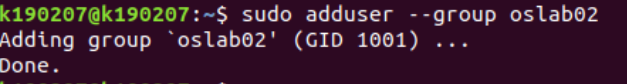 k190207@k190207:~$ sudo adduser --group oslab02
Adding group `oslab02' (GID 1001) ...
Done.